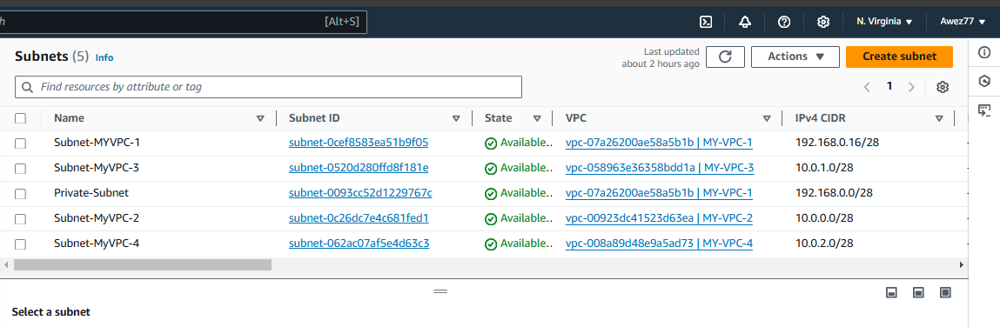 h [Alt+S] N. Virginia Awez77
Subnets (5) Info
Last updated
about 2 hours ago
Actions
Create subnet
Find resources by attribute or tag
1
Name Subnet ID State VPC IPv4 CIDR
Subnet-MYVPC-1 subnet-0cef8583ea51b9f05 Available.. vpc-07a26200ae58a5b1b | MY-VPC-1 192.168.0.16/28
Subnet-MyVPC-3 subnet-0520d280ffd8f181e Available.. vpc-058963e36358bdd1a | MY-VPC-3 10.0.1.0/28
Private-Subnet subnet-0093cc52d1229767c Available.. vpc-07a26200ae58a5b1b | MY-VPC-1 192.168.0.0/28
Subnet-MyVPC-2 subnet-0c26dc7e4c681fed1 Available.. vpc-00923dc41523d63ea | MY-VPC-2 10.0.0.0/28
Subnet-MyVPC-4 subnet-062ac07af5e4d63c3 Available.. vpc-008a89d48e9a5ad73 | MY-VPC-4 10.0.2.0/28
Select a subnet